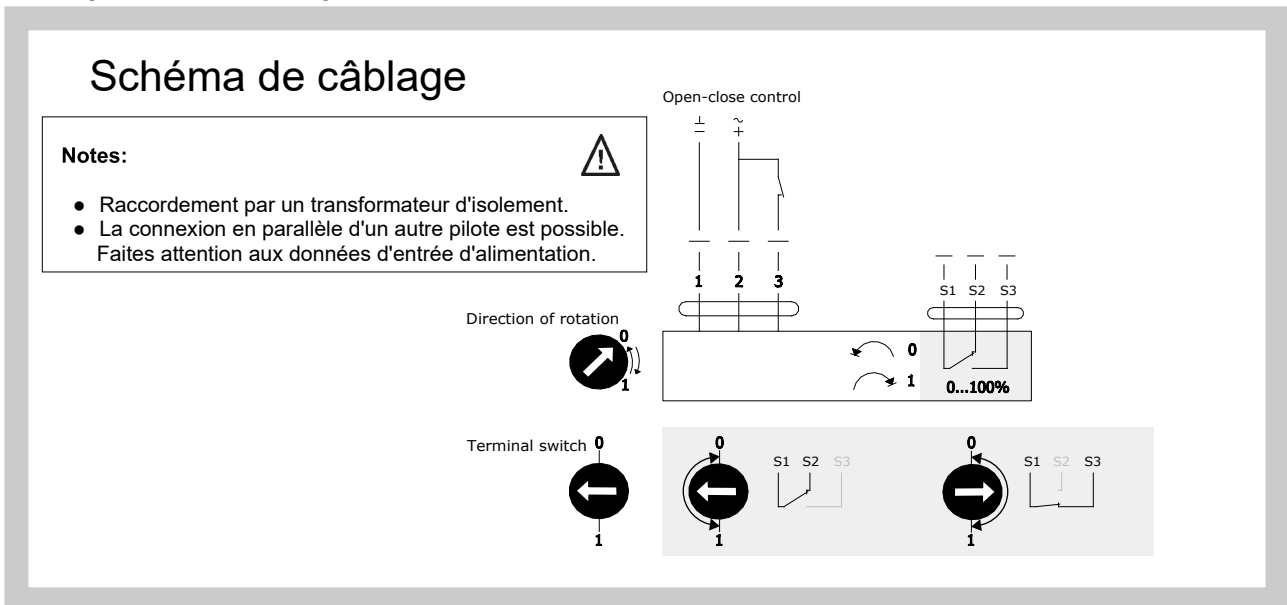 Schéma de câblage
Notes:
● Raccordement par un transformateur d'isolement.
● La connexion en parallèle d'un autre pilote est possible.
Faites attention aux données d'entrée d'alimentation.
Open-close control
⊥ ~
− +
1 2 3
S1 S2 S3
Direction of rotation
0
1
0
1
0...100%
Terminal switch 0
1
0
S1 S2 S3
1
0
S1 S2 S3
1